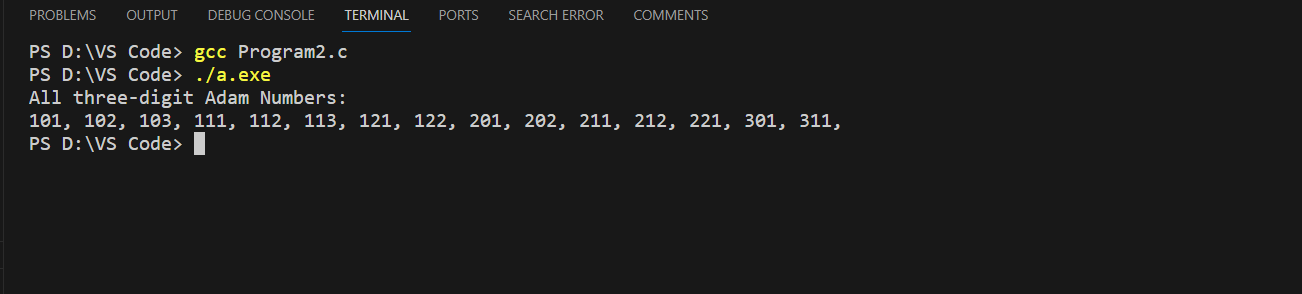 PROBLEMS OUTPUT DEBUG CONSOLE TERMINAL PORTS SEARCH ERROR COMMENTS
PS D:\VS Code> gcc Program2.c
PS D:\VS Code> ./a.exe
All three-digit Adam Numbers:
101, 102, 103, 111, 112, 113, 121, 122, 201, 202, 211, 212, 221, 301, 311,
PS D:\VS Code>